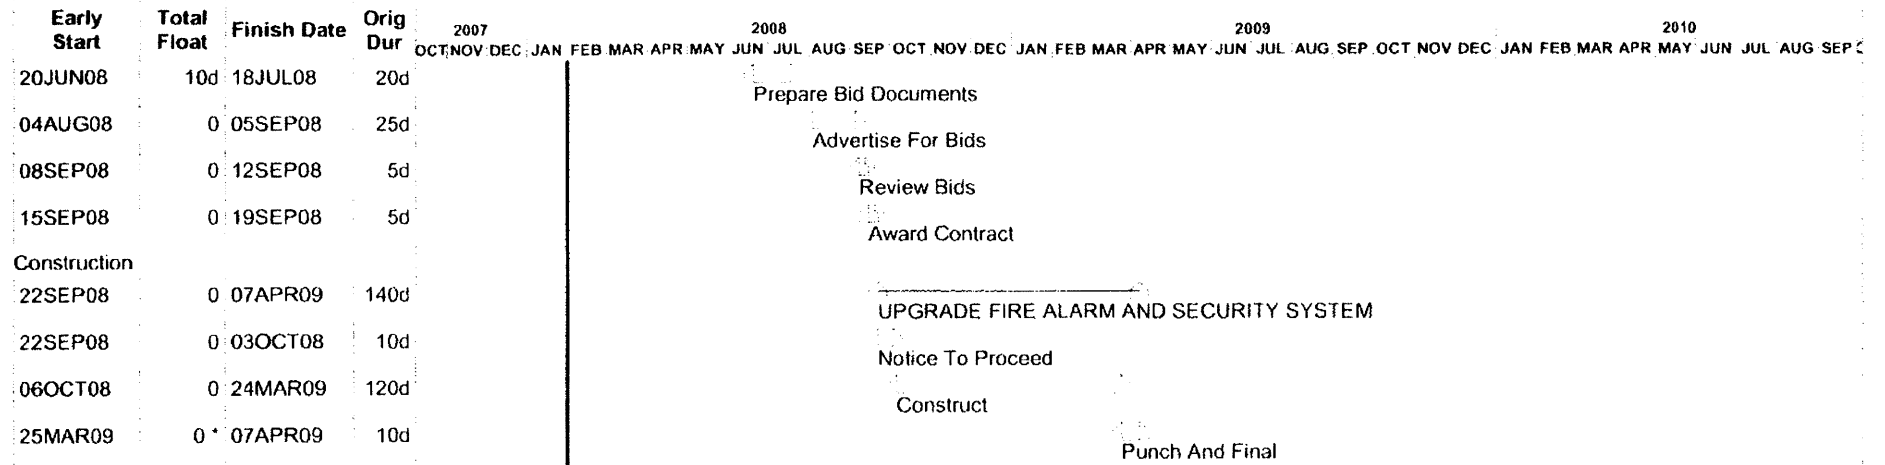 Early Total Finish Date Orig 2007 2008 2009 2010
Start Float Dur OCT NOV DEC JAN FEB MAR APR MAY JUN JUL AUG SEP OCT NOV DEC JAN FEB MAR APR MAY JUN JUL AUG SEP OCT NOV DEC JAN FEB MAR APR MAY JUN JUL AUG SEP
20JUN08 10d 18JUL08 20d
Prepare Bid Documents
04AUG08 0 05SEP08 25d
Advertise For Bids
08SEP08 0 12SEP08 5d
Review Bids
15SEP08 0 19SEP08 5d
Award Contract
Construction
22SEP08 0 07APR09 140d
UPGRADE FIRE ALARM AND SECURITY SYSTEM
22SEP08 0 03OCT08 10d
Notice To Proceed
06OCT08 0 24MAR09 120d
Construct
25MAR09 0 * 07APR09 10d
Punch And Final